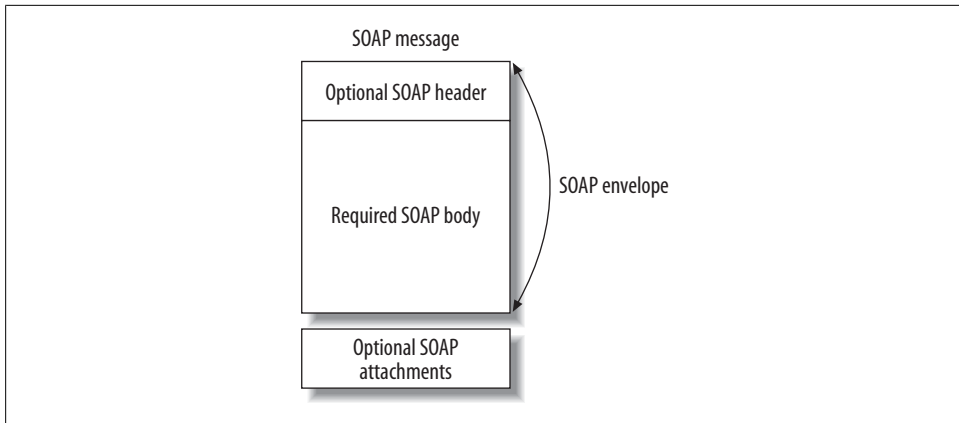 SOAP message
Optional SOAP header
Required SOAP body
SOAP envelope
Optional SOAP
attachments